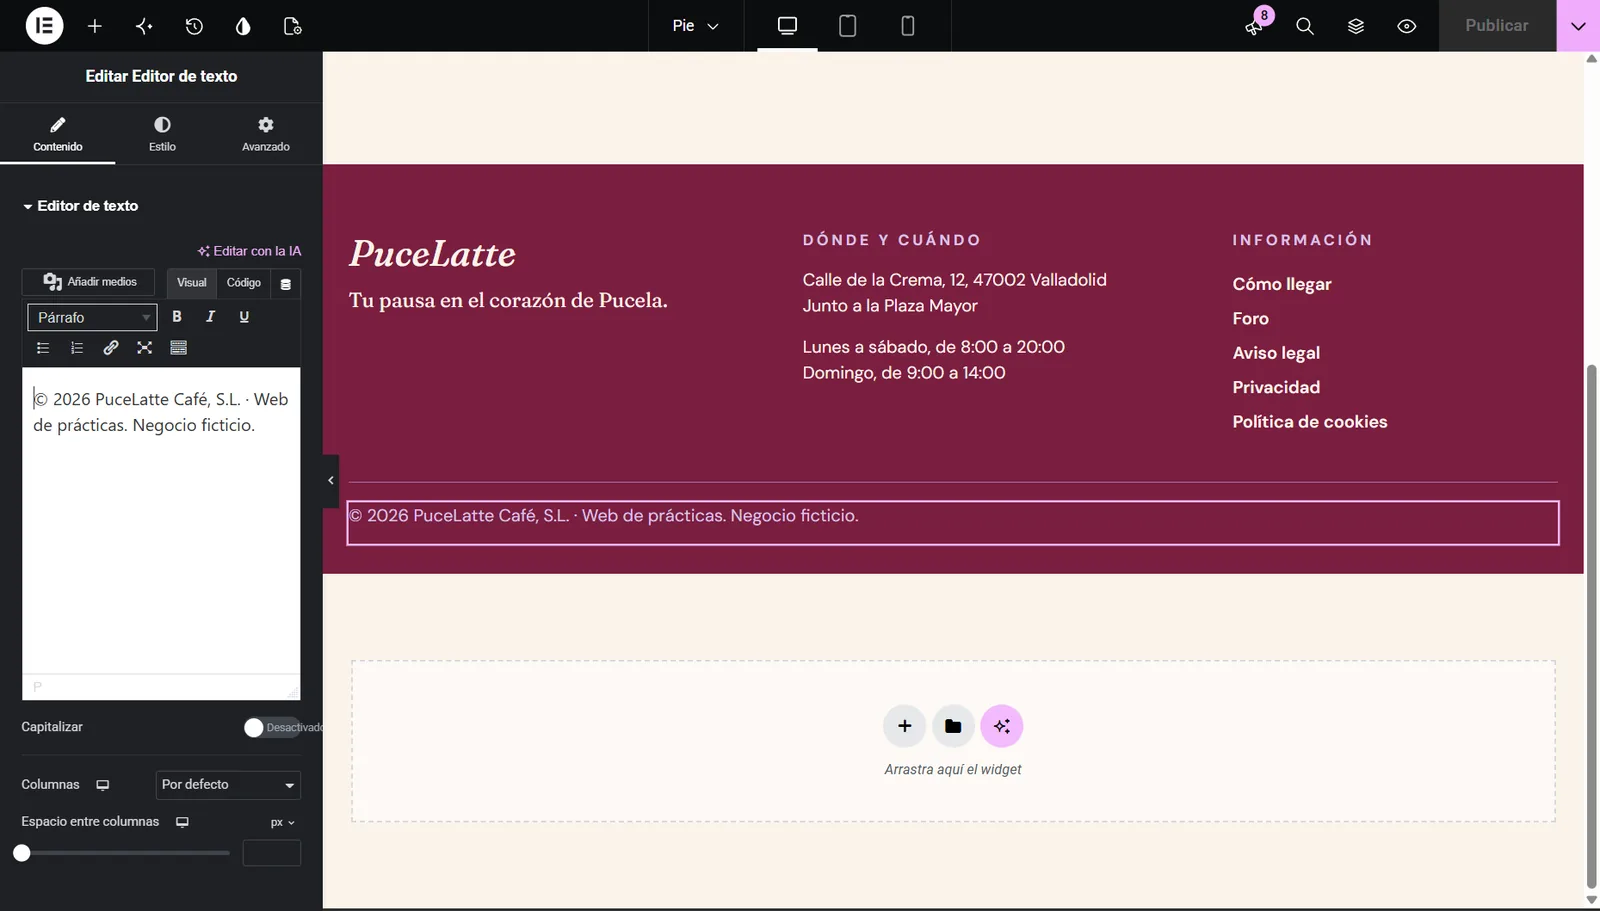 Pie
8
Publicar
Editar Editor de texto
Contenido
Estilo
Avanzado
Editor de texto
Editar con la IA
Añadir medios
Visual
Código
Párrafo
B
I
U
© 2026 PuceLatte Café, S.L. · Web
de prácticas. Negocio ficticio.
P
Capitalizar
Desactivado
Columnas
Por defecto
Espacio entre columnas
px
PuceLatte
Tu pausa en el corazón de Pucela.
DÓNDE Y CUÁNDO
Calle de la Crema, 12, 47002 Valladolid
Junto a la Plaza Mayor
Lunes a sábado, de 8:00 a 20:00
Domingo, de 9:00 a 14:00
INFORMACIÓN
Cómo llegar
Foro
Aviso legal
Privacidad
Política de cookies
© 2026 PuceLatte Café, S.L. · Web de prácticas. Negocio ficticio.
Arrastra aquí el widget